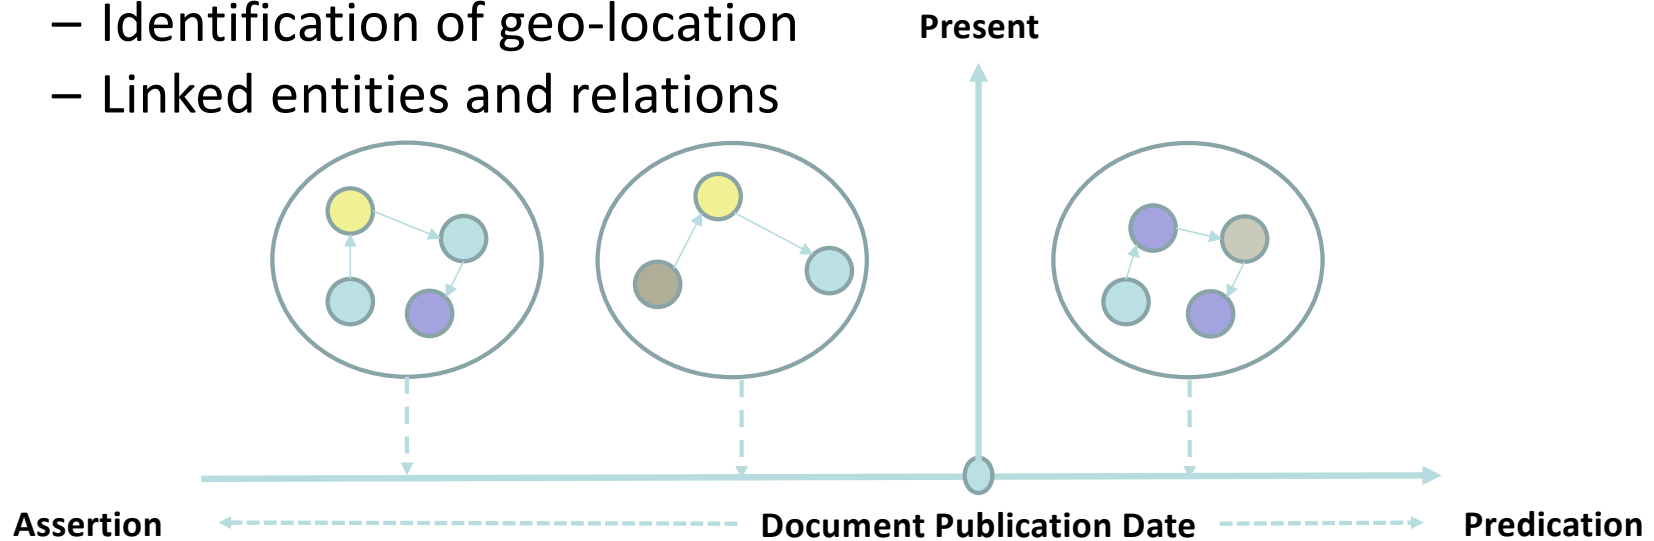 – Identification of geo-location
– Linked entities and relations
Present
Assertion
Document Publication Date
Predication